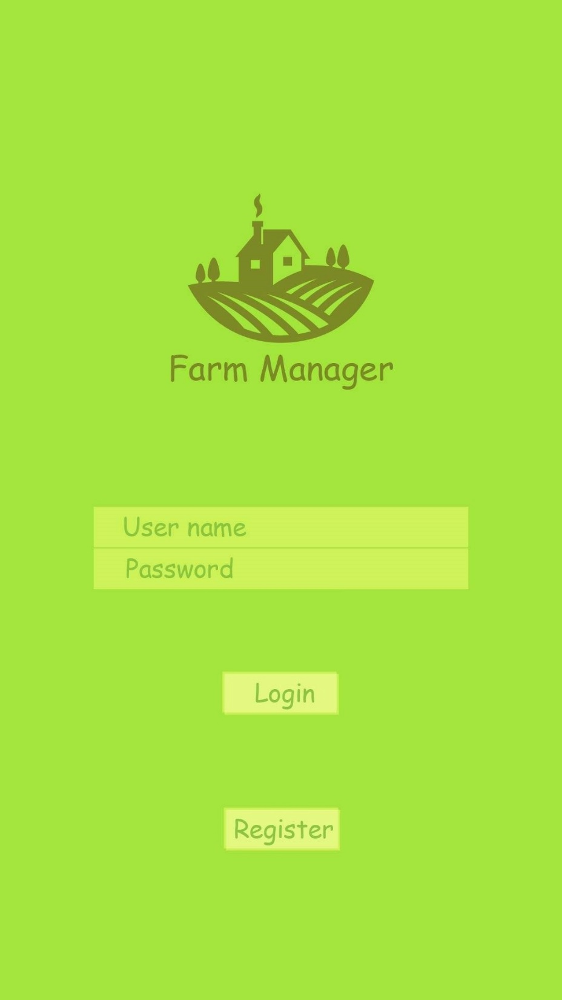 Farm Manager
User name
Password
Login
Register